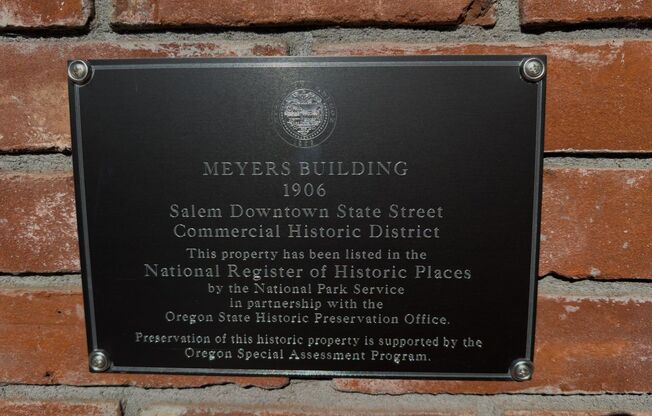 MEYERS BUILDING
1906
Salem Downtown State Street
Commercial Historic District
This property has been listed in the
National Register of Historic Places
by the National Park Service
in partnership with the
Oregon State Historic Preservation Office.
Preservation of this historic property is supported by the
Oregon Special Assessment Program.